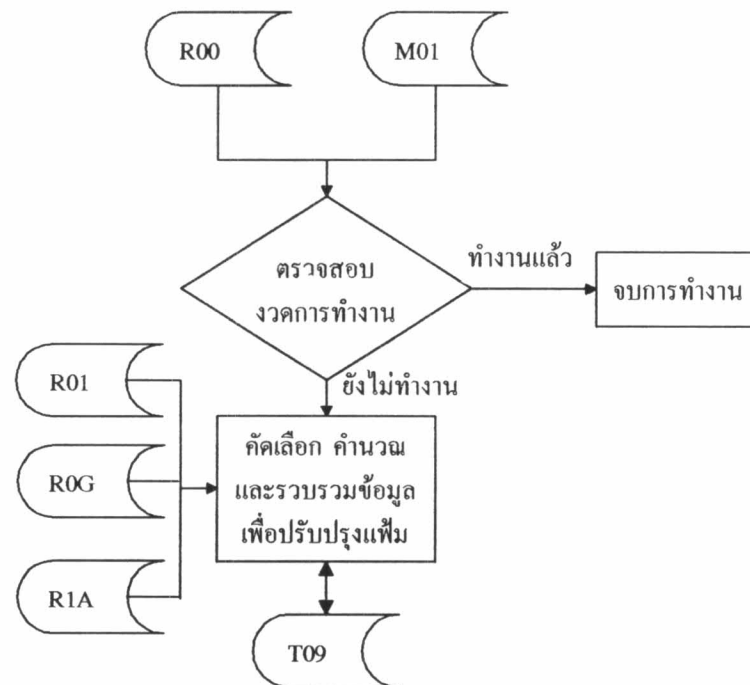 R00
M01
ตรวจสอบ
งวดการทำงาน
ทำงานแล้ว
จบการทำงาน
ยังไม่ทำงาน
R01
R0G
R1A
คัดเลือก คำนวณ
และรวบรวมข้อมูล
เพื่อปรับปรุงแฟ้ม
T09